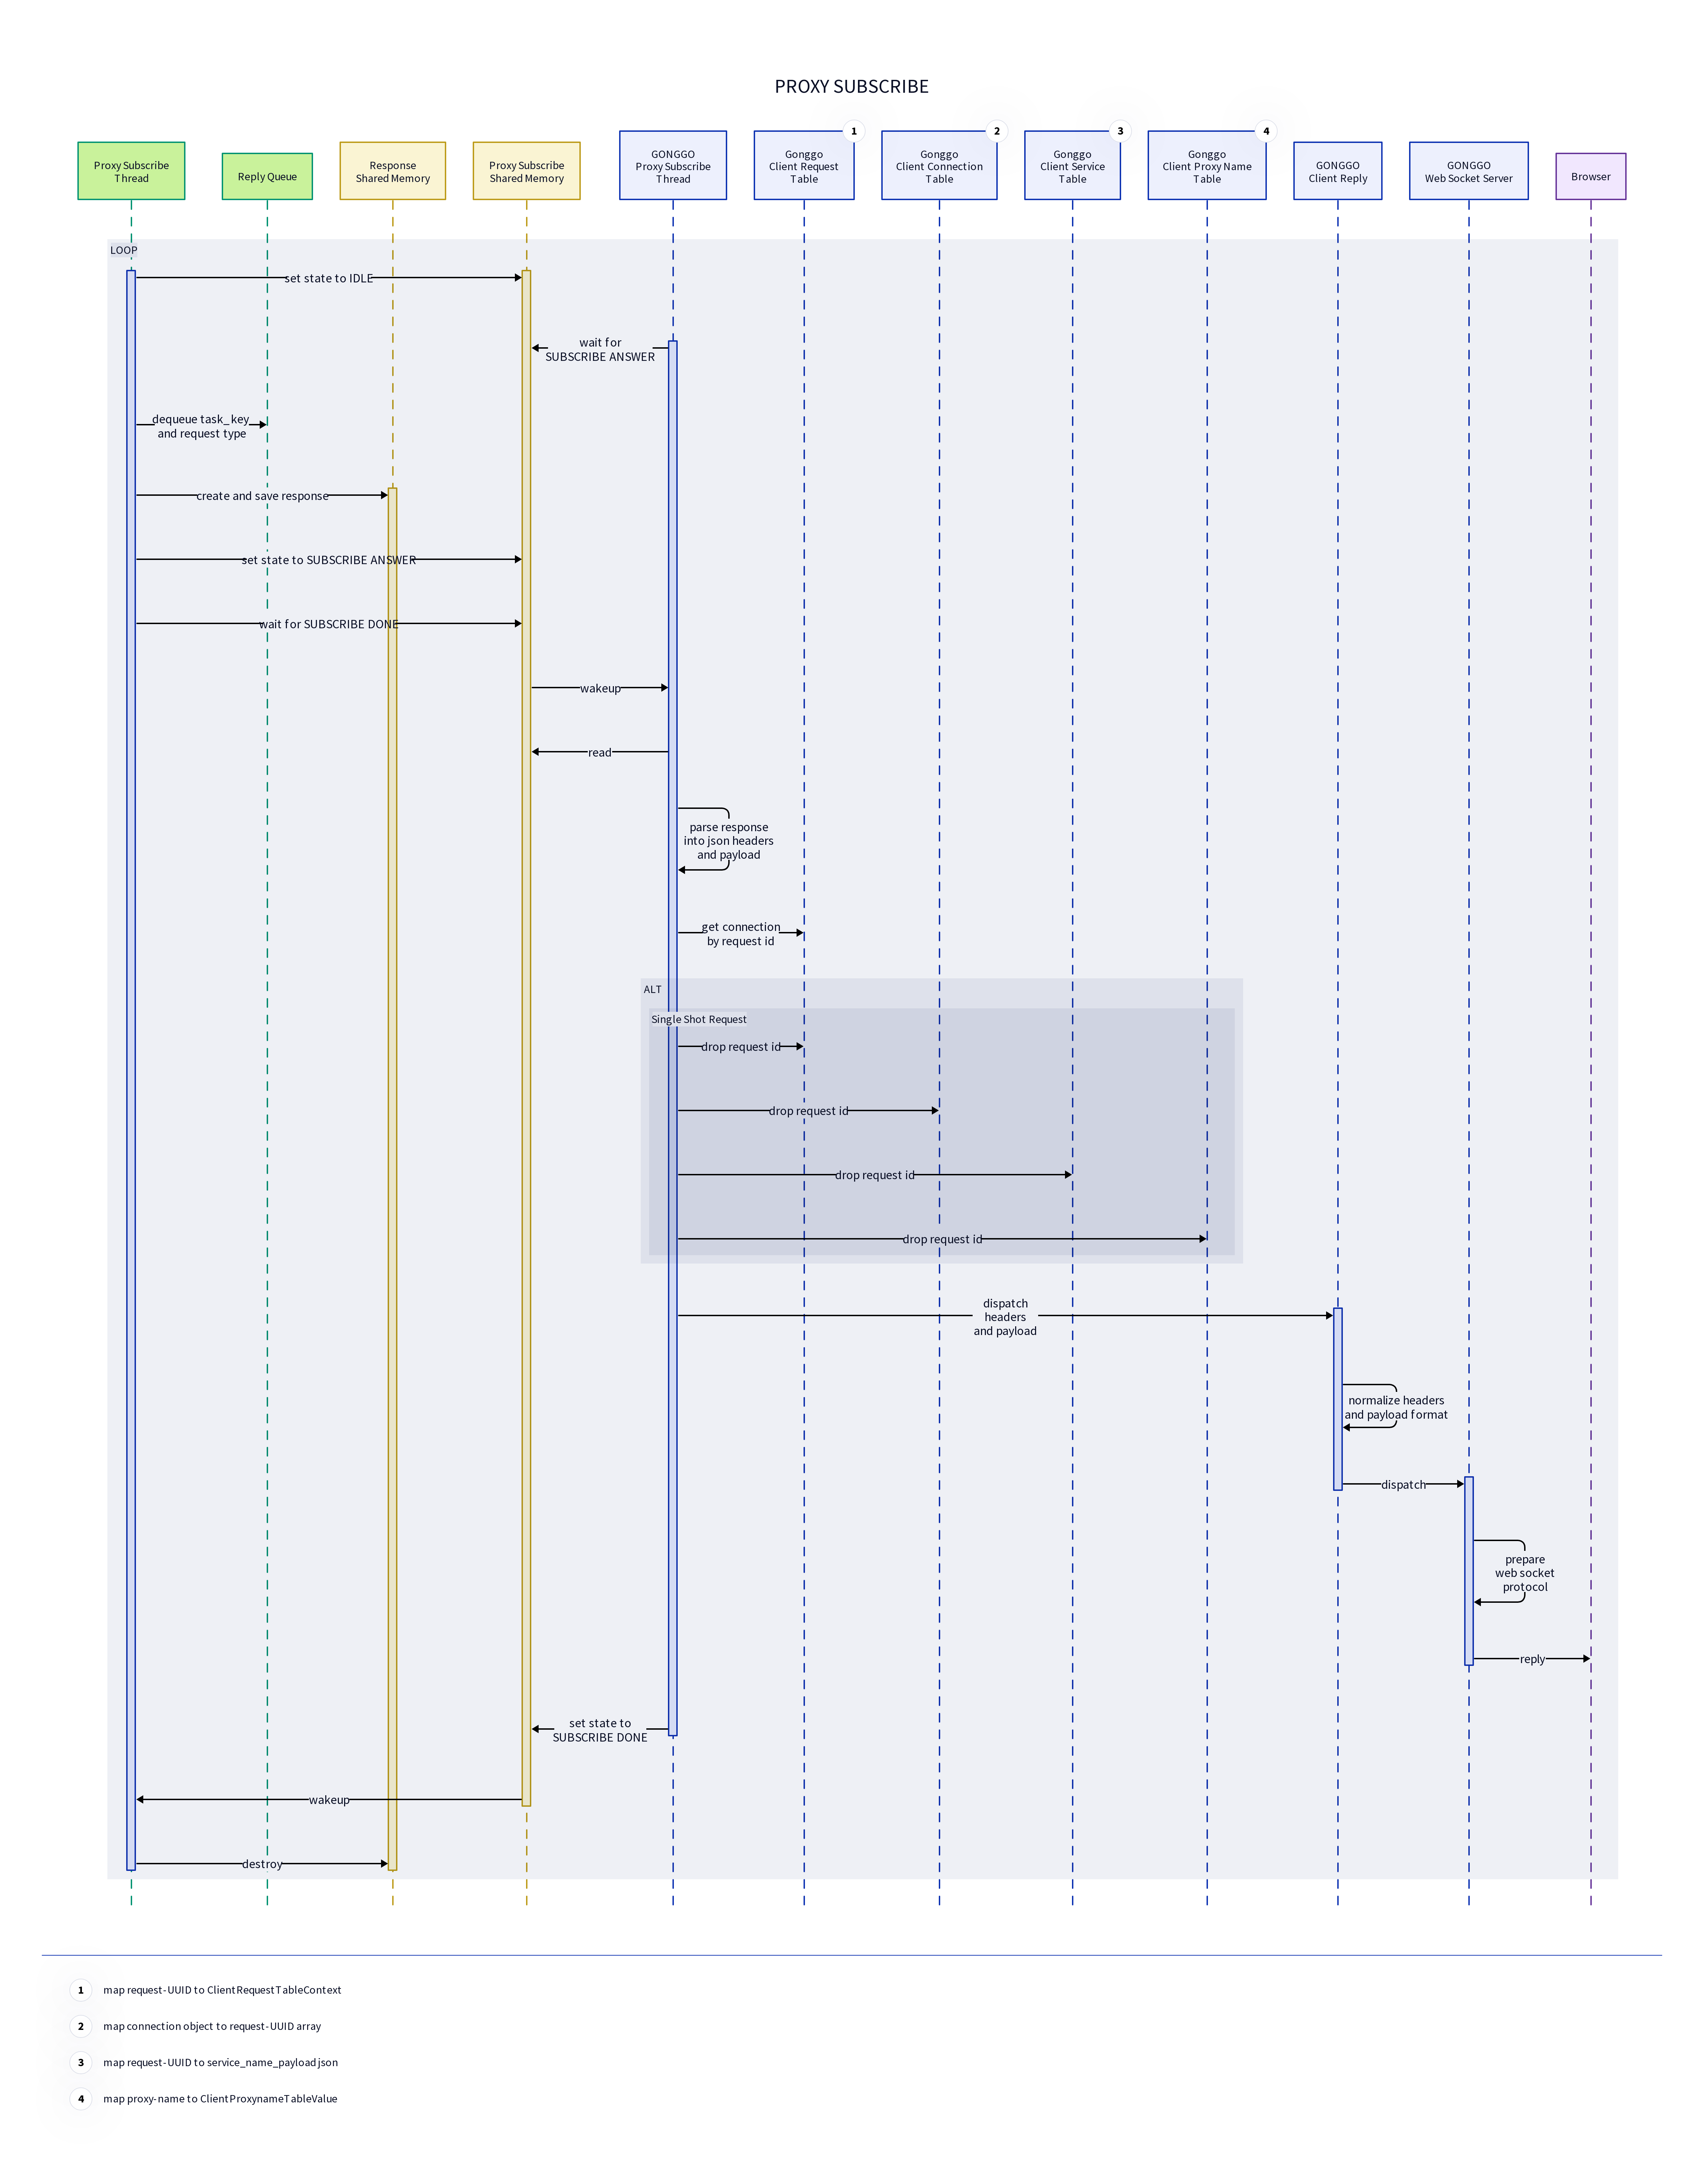 PROXY SUBSCRIBE
1
2
3
4
Proxy Subscribe
Thread
Reply Queue
Response
Shared Memory
Proxy Subscribe
Shared Memory
GONGGO
Proxy Subscribe
Thread
Gonggo
Client Request
Table
Gonggo
Client Connection
Table
Gonggo
Client Service
Table
Gonggo
Client Proxy Name
Table
GONGGO
Client Reply
GONGGO
Web Socket Server
Browser
LOOP
set state to IDLE
wait for
SUBSCRIBE ANSWER
dequeue task_key
and request type
create and save response
set state to SUBSCRIBE ANSWER
wait for SUBSCRIBE DONE
wakeup
read
parse response
into json headers
and payload
get connection
by request id
ALT
Single Shot Request
drop request id
drop request id
drop request id
drop request id
dispatch
headers
and payload
normalize headers
and payload format
dispatch
prepare
web socket
protocol
reply
set state to
SUBSCRIBE DONE
wakeup
destroy
1 map request-UUID to ClientRequestTableContext
2 map connection object to request-UUID array
3 map request-UUID to service_name_payload json
4 map proxy-name to ClientProxynameTableValue